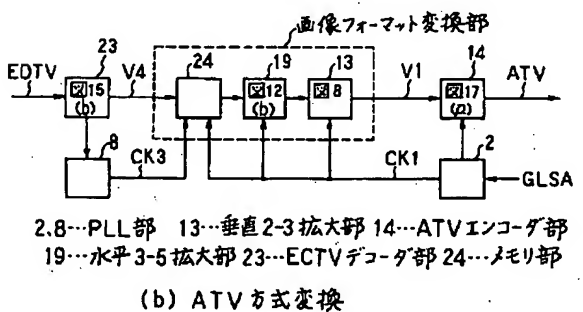 画像フォーマット変換部
23 24 19 13 14
EDTV V4 V1 ATV
図15 (b) 図12 (b) 図8 図17 (a)
8 CK3 CK1 2
GLSA
2,8…PLL部 13…垂直2-3拡大部 14…ATVエンコーダ部
19…水平3-5拡大部 23…ECTVデコーダ部 24…メモリ部
(b) ATV方式変換